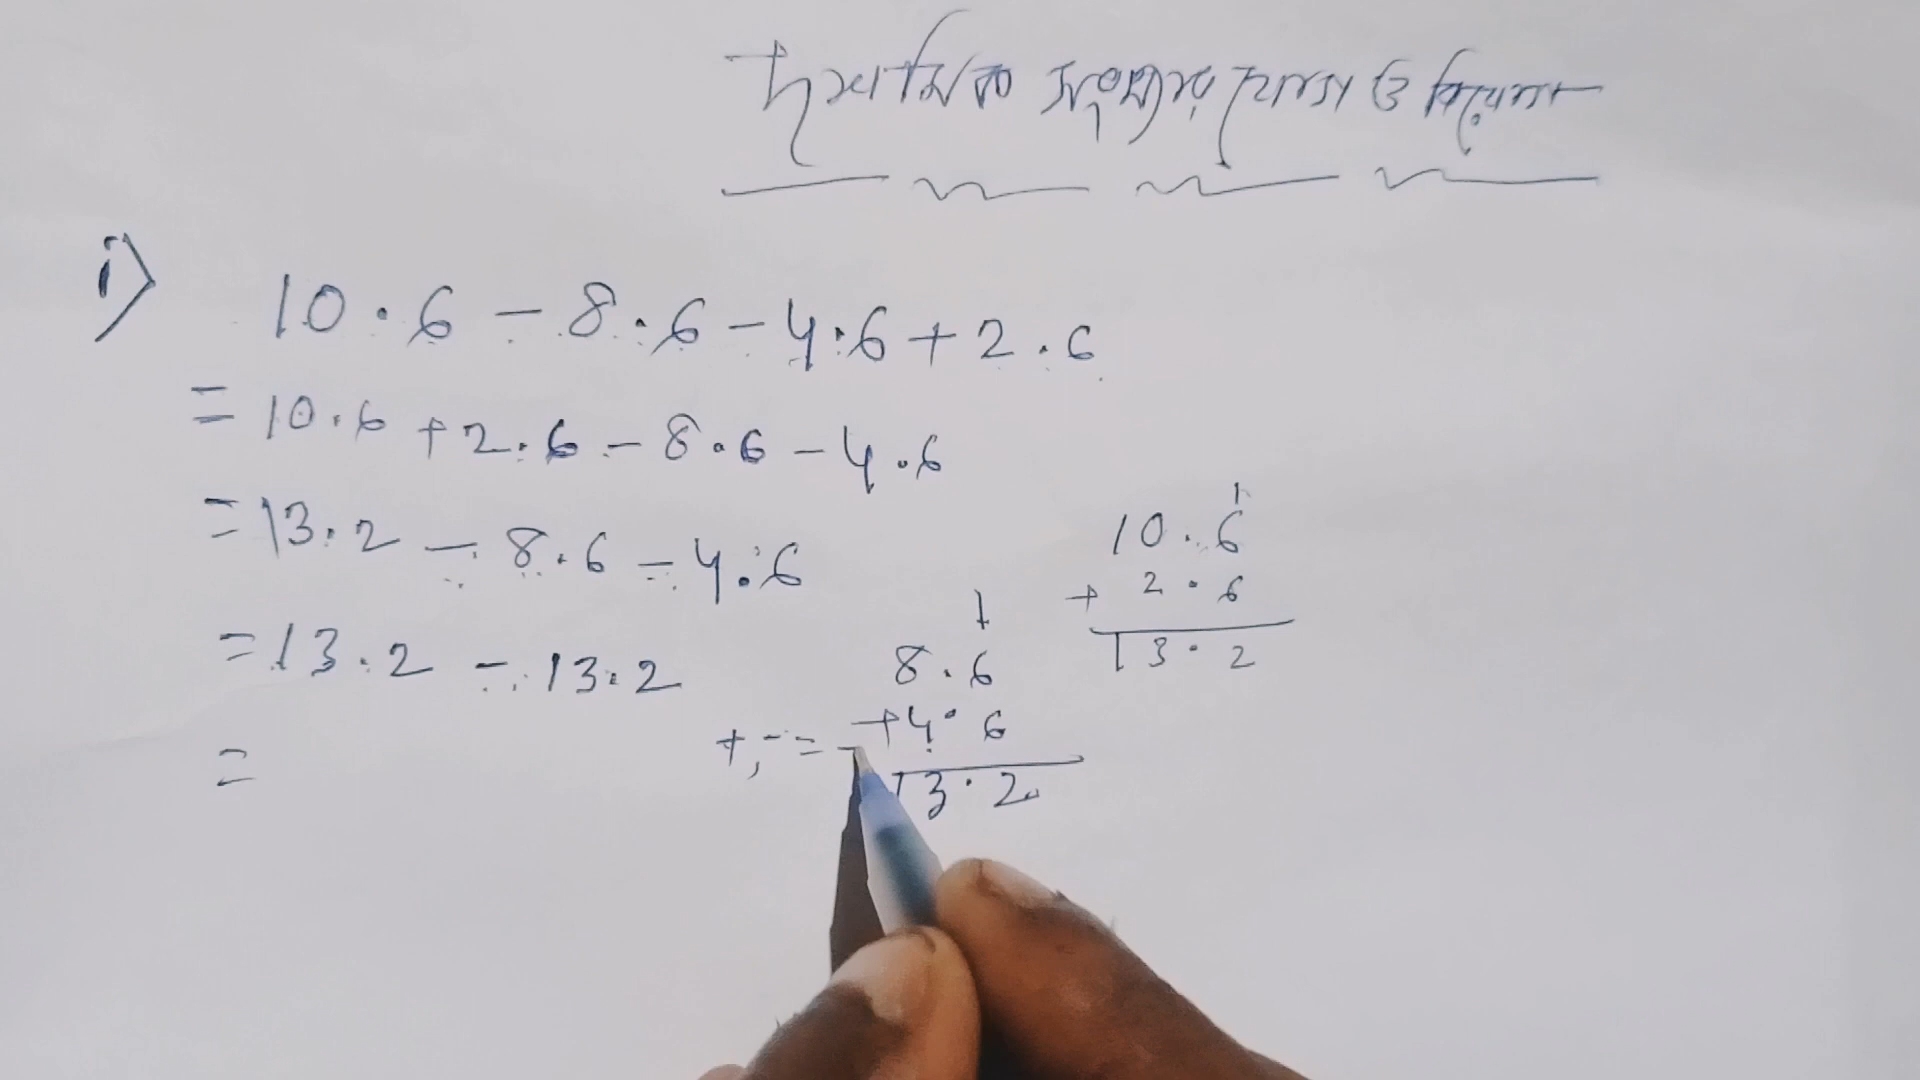 দশমিক সংখ্যার যোগ ও বিয়োগ
i) 10.6 - 8.6 - 4.6 + 2.6
= 10.6 + 2.6 - 8.6 - 4.6
= 13.2 - 8.6 - 4.6
= 13.2 - 13.2
=
1
10.6
+ 2.6
13.2
1
8.6
+4.6
13.2
+, - = -